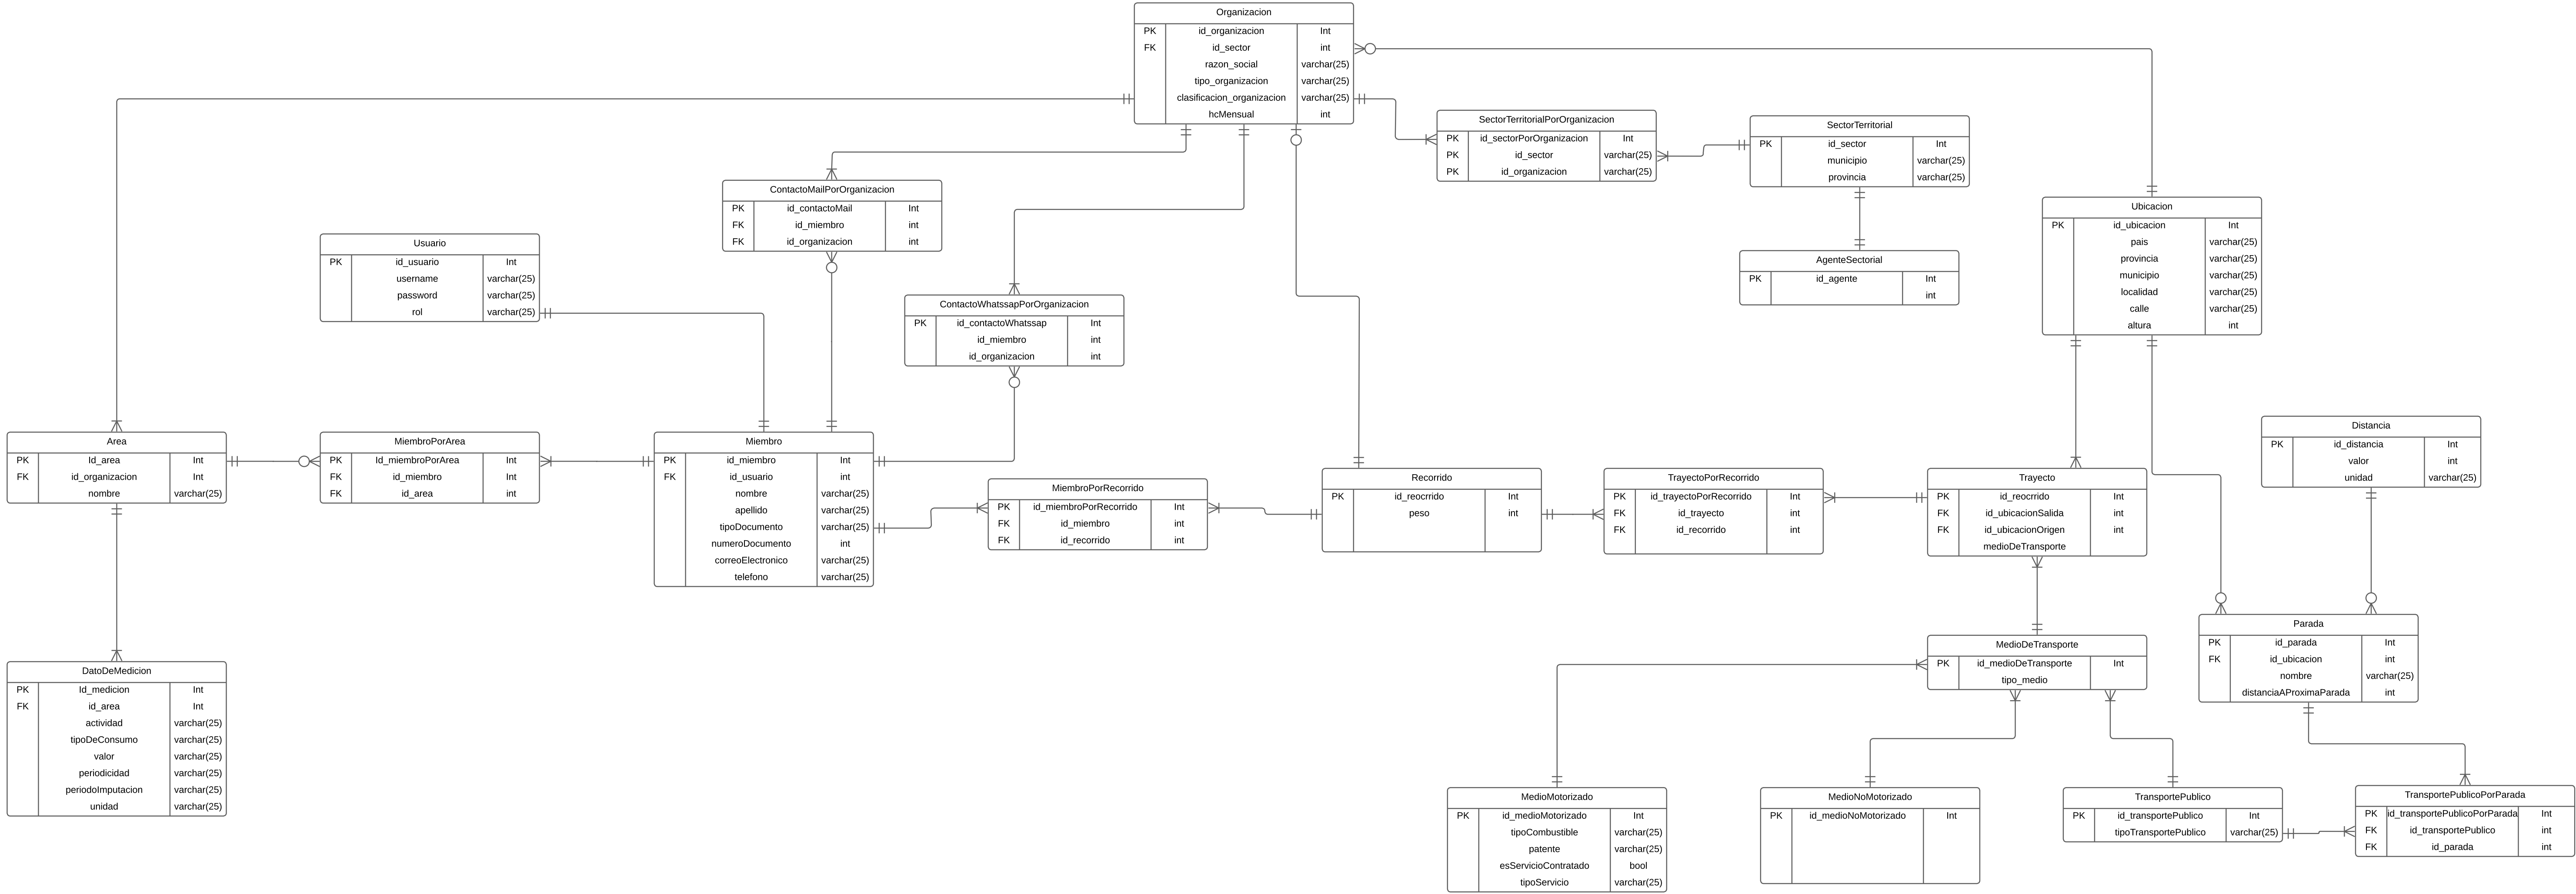 Organizacion
PK id_organizacion Int
FK id_sector int
razon_social varchar(25)
tipo_organizacion varchar(25)
clasificacion_organizacion varchar(25)
hcMensual int
SectorTerritorialPorOrganizacion
PK id_sectorPorOrganizacion Int
PK id_sector varchar(25)
PK id_organizacion varchar(25)
SectorTerritorial
PK id_sector Int
municipio varchar(25)
provincia varchar(25)
ContactoMailPorOrganizacion
PK id_contactoMail Int
FK id_miembro int
FK id_organizacion int
Ubicacion
PK id_ubicacion Int
pais varchar(25)
provincia varchar(25)
municipio varchar(25)
localidad varchar(25)
calle varchar(25)
altura int
Usuario
PK id_usuario Int
username varchar(25)
password varchar(25)
rol varchar(25)
AgenteSectorial
PK id_agente Int
int
ContactoWhatssapPorOrganizacion
PK id_contactoWhatssap Int
id_miembro int
id_organizacion int
Area
PK Id_area Int
FK id_organizacion Int
nombre varchar(25)
MiembroPorArea
PK Id_miembroPorArea Int
FK id_miembro Int
FK id_area int
Miembro
PK id_miembro Int
FK id_usuario int
nombre varchar(25)
apellido varchar(25)
tipoDocumento varchar(25)
numeroDocumento int
correoElectronico varchar(25)
telefono varchar(25)
MiembroPorRecorrido
PK id_miembroPorRecorrido Int
FK id_miembro int
FK id_recorrido int
Recorrido
PK id_reocrrido Int
peso int
TrayectoPorRecorrido
PK id_trayectoPorRecorrido Int
FK id_trayecto int
FK id_recorrido int
Trayecto
PK id_reocrrido Int
FK id_ubicacionSalida int
FK id_ubicacionOrigen int
medioDeTransporte
Distancia
PK id_distancia Int
valor int
unidad varchar(25)
Parada
PK id_parada Int
FK id_ubicacion int
nombre varchar(25)
distanciaAProximaParada int
MedioDeTransporte
PK id_medioDeTransporte Int
tipo_medio
DatoDeMedicion
PK Id_medicion Int
FK id_area Int
actividad varchar(25)
tipoDeConsumo varchar(25)
valor varchar(25)
periodicidad varchar(25)
periodoImputacion varchar(25)
unidad varchar(25)
MedioMotorizado
PK id_medioMotorizado Int
tipoCombustible varchar(25)
patente varchar(25)
esServicioContratado bool
tipoServicio varchar(25)
MedioNoMotorizado
PK id_medioNoMotorizado Int
TransportePublico
PK id_transportePublico Int
tipoTransportePublico varchar(25)
TransportePublicoPorParada
PK id_transportePublicoPorParada Int
FK id_transportePublico int
FK id_parada int